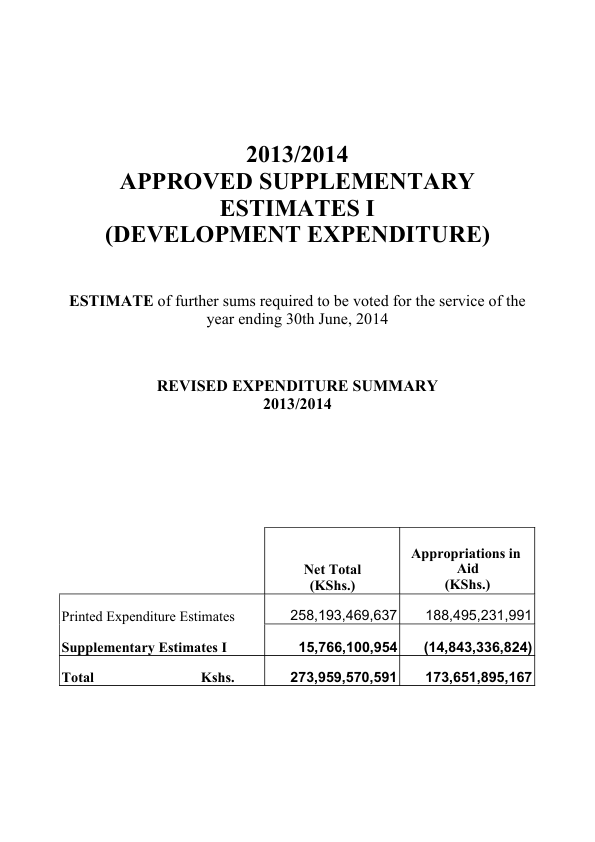 2013/2014
APPROVED SUPPLEMENTARY
ESTIMATES I
(DEVELOPMENT EXPENDITURE)
ESTIMATE of further sums required to be voted for the service of the
year ending 30th June, 2014
REVISED EXPENDITURE SUMMARY
2013/2014
Net Total
(KShs.)
Appropriations in
Aid
(KShs.)
Printed Expenditure Estimates 258,193,469,637 188,495,231,991
Supplementary Estimates I 15,766,100,954 (14,843,336,824)
Total Kshs. 273,959,570,591 173,651,895,167